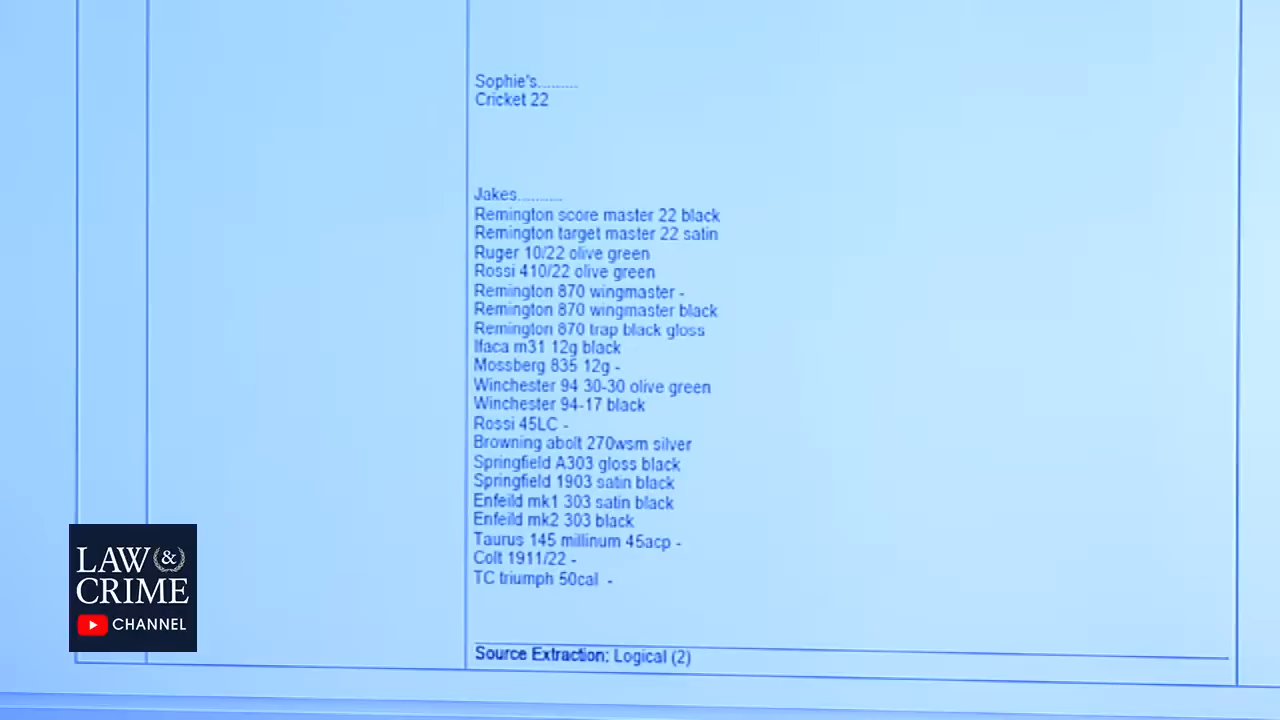 Sophie's.........
Cricket 22
Jakes..........
Remington score master 22 black
Remington target master 22 satin
Ruger 10/22 olive green
Rossi 410/22 olive green
Remington 870 wingmaster -
Remington 870 wingmaster black
Remington 870 trap black gloss
Ifaca m31 12g black
Mossberg 835 12g -
Winchester 94 30-30 olive green
Winchester 94-17 black
Rossi 45LC -
Browning abolt 270wsm silver
Springfield A303 gloss black
Springfield 1903 satin black
Enfeild mk1 303 satin black
Enfeild mk2 303 black
Taurus 145 millinum 45acp -
Colt 1911/22 -
TC triumph 50cal -
Source Extraction: Logical (2)
LAW &
CRIME
CHANNEL